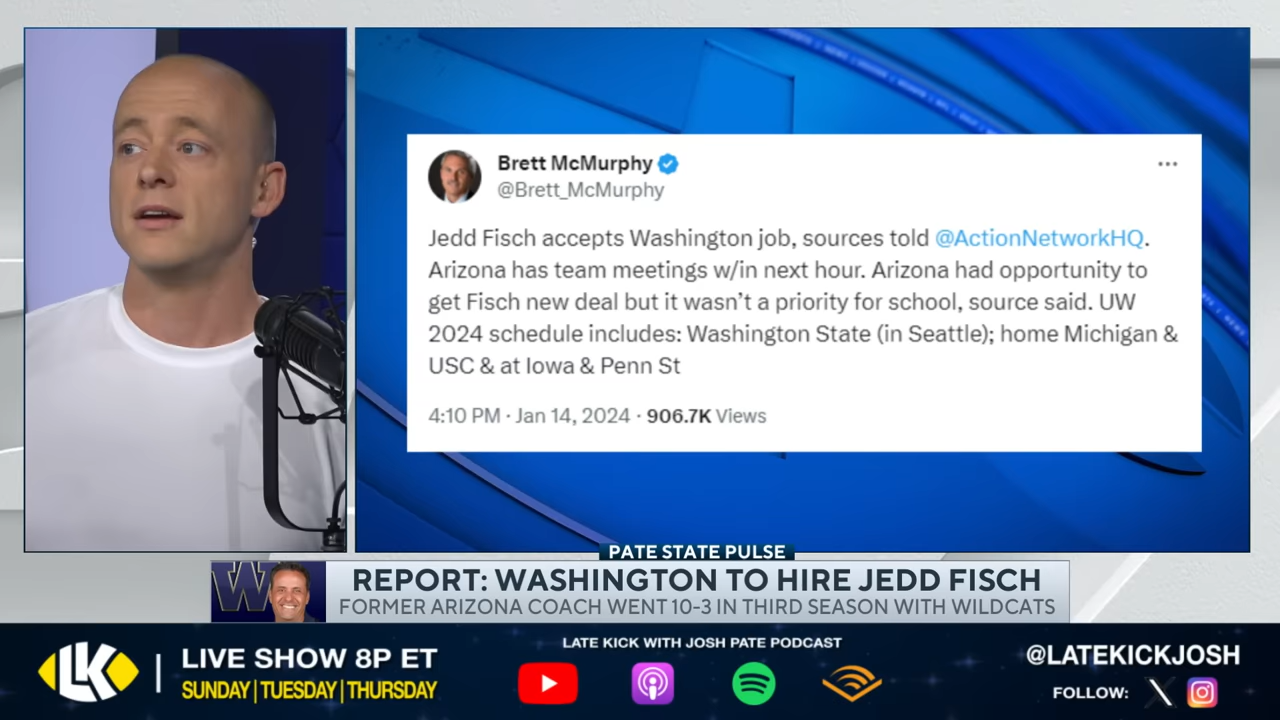 Brett McMurphy
@Brett_McMurphy
Jedd Fisch accepts Washington job, sources told @ActionNetworkHQ.
Arizona has team meetings w/in next hour. Arizona had opportunity to
get Fisch new deal but it wasn't a priority for school, source said. UW
2024 schedule includes: Washington State (in Seattle); home Michigan &
USC & at Iowa & Penn St
4:10 PM · Jan 14, 2024 · 906.7K Views
PATE STATE PULSE
W
REPORT: WASHINGTON TO HIRE JEDD FISCH
FORMER ARIZONA COACH WENT 10-3 IN THIRD SEASON WITH WILDCATS
LK
LIVE SHOW 8P ET
SUNDAY | TUESDAY | THURSDAY
LATE KICK WITH JOSH PATE PODCAST
@LATEKICKJOSH
FOLLOW: